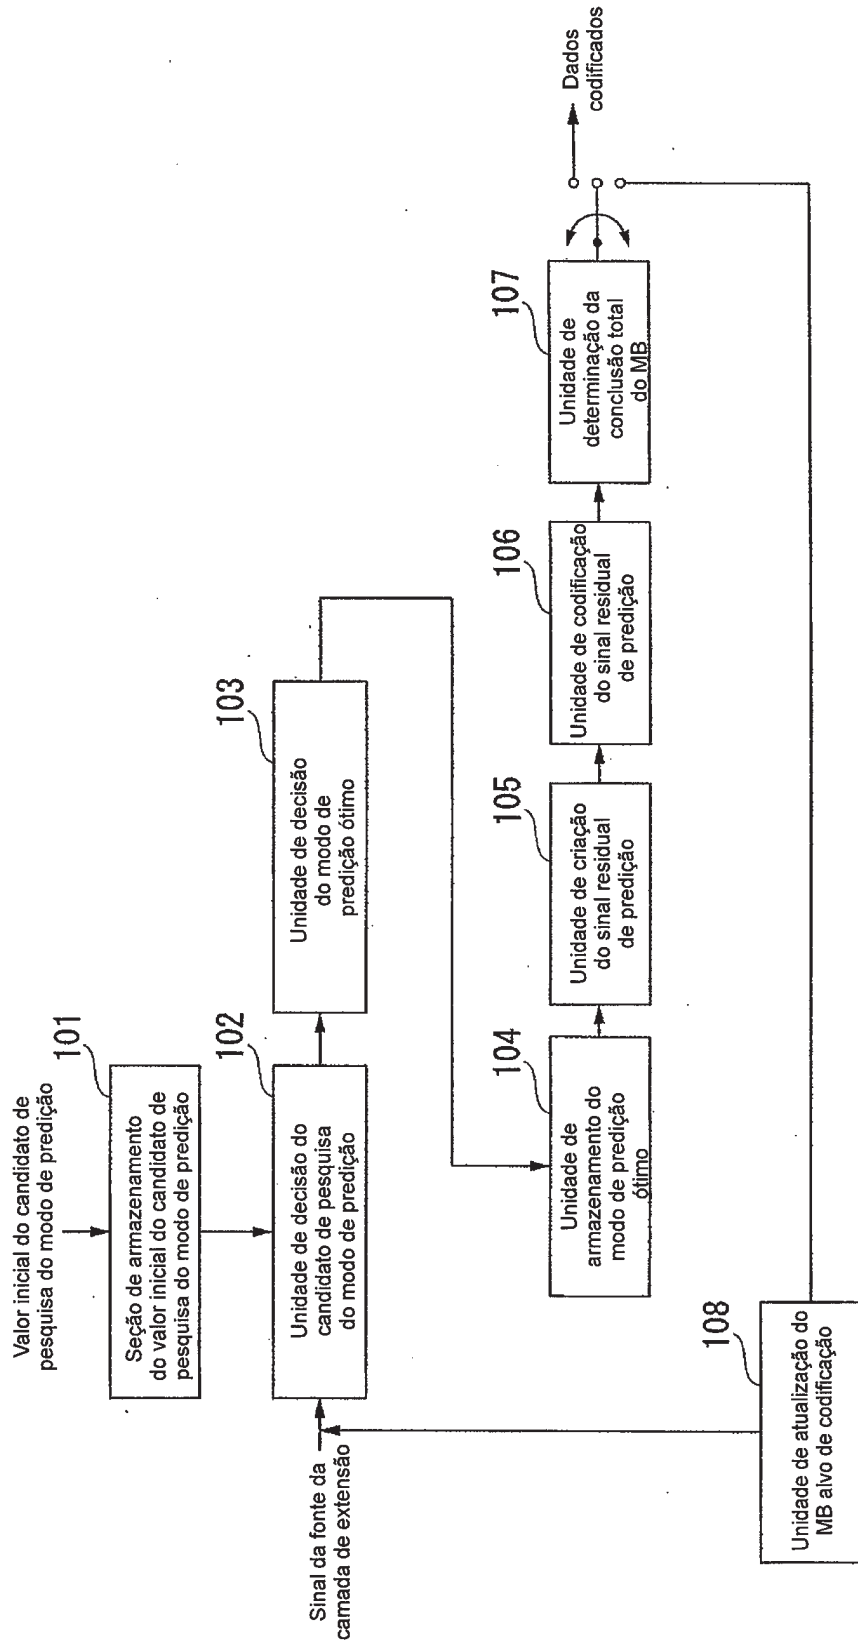 Valor inicial do candidato de
pesquisa do modo de predição
101
Seção de armazenamento
do valor inicial do candidato de
pesquisa do modo de predição
Sinal da fonte da
camada de extensão
102
Unidade de decisão do
candidato de pesquisa
do modo de predição
103
Unidade de decisão
do modo de
predição ótimo
104
Unidade de
armazenamento do
modo de predição
ótimo
105
Unidade de criação
do sinal residual
de predição
106
Unidade de codificação
do sinal residual
de predição
107
Unidade de
determinação da
conclusão total
do MB
Dados
codificados
108
Unidade de atualização do
MB alvo de codificação